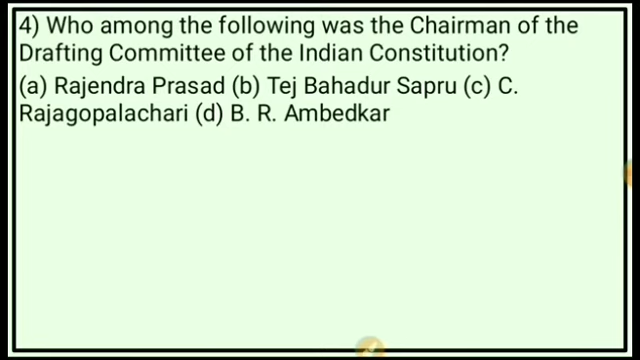 4) Who among the following was the Chairman of the
Drafting Committee of the Indian Constitution?
(a) Rajendra Prasad (b) Tej Bahadur Sapru (c) C.
Rajagopalachari (d) B. R. Ambedkar